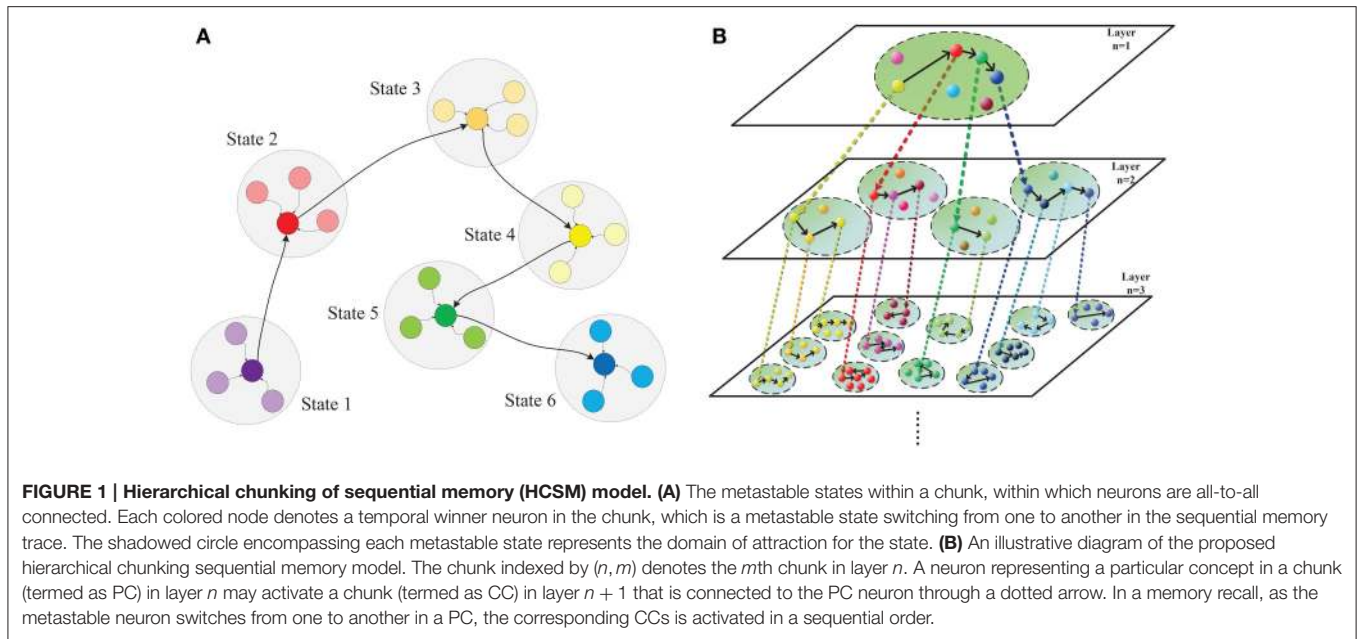 A
B
State 3
State 2
State 4
State 5
State 1
State 6
Layer
n=1
Layer
n=2
Layer
n=3
FIGURE 1 | Hierarchical chunking of sequential memory (HCSM) model. (A) The metastable states within a chunk, within which neurons are all-to-all
connected. Each colored node denotes a temporal winner neuron in the chunk, which is a metastable state switching from one to another in the sequential memory
trace. The shadowed circle encompassing each metastable state represents the domain of attraction for the state. (B) An illustrative diagram of the proposed
hierarchical chunking sequential memory model. The chunk indexed by (n, m) denotes the mth chunk in layer n. A neuron representing a particular concept in a chunk
(termed as PC) in layer n may activate a chunk (termed as CC) in layer n + 1 that is connected to the PC neuron through a dotted arrow. In a memory recall, as the
metastable neuron switches from one to another in a PC, the corresponding CCs is activated in a sequential order.